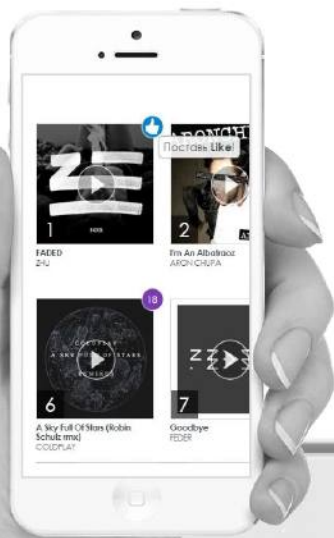 Поставь Like!
1
FADED
ZHU
2
I'm An Albatraoz
ARON CHUPA
18
COLDPLAY
A SKY FULL OF STARS
REMIXES
6
A Sky Full Of Stars (Robin
Schulz rmx)
COLDPLAY
7
Goodbye
FEDER